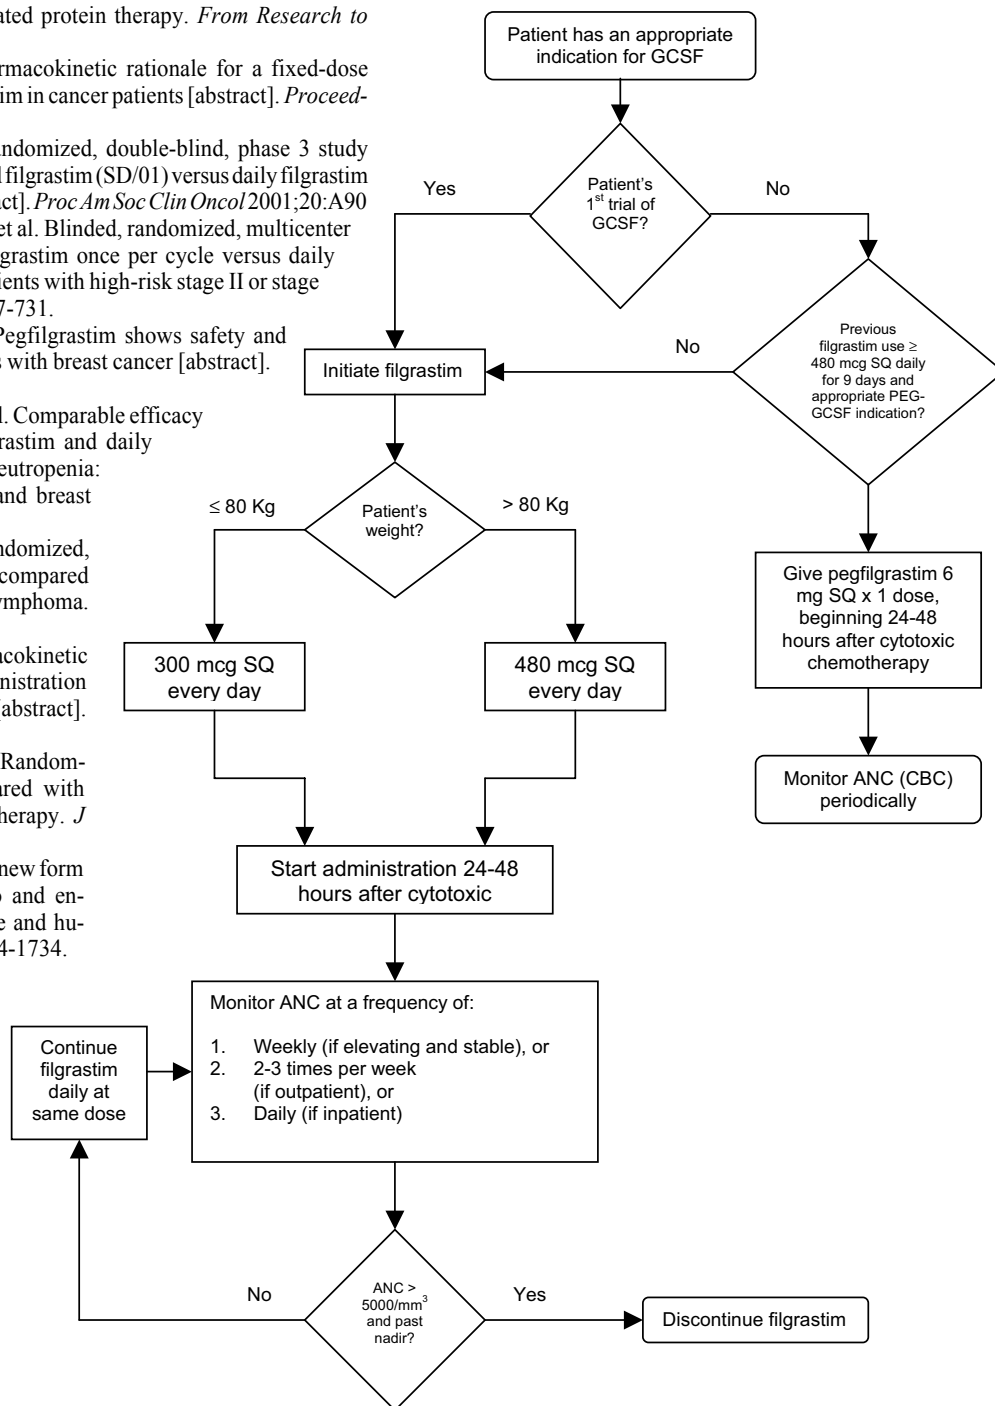 ated protein therapy. From Research to
rmacokinetic rationale for a fixed-dose
im in cancer patients [abstract]. Proceed-
andomized, double-blind, phase 3 study
l filgrastim (SD/01) versus daily filgrastim
act]. Proc Am Soc Clin Oncol 2001;20:A90
et al. Blinded, randomized, multicenter
lgrastim once per cycle versus daily
tients with high-risk stage II or stage
7-731.
Pegfilgrastim shows safety and
s with breast cancer [abstract].
l. Comparable efficacy
rastim and daily
eutropenia:
and breast
ndomized,
compared
ymphoma.
acokinetic
nistration
[abstract].
Random-
ared with
herapy. J
new form
o and en-
e and hu-
4-1734.
Patient has an appropriate
indication for GCSF
Patient's
1st trial of
GCSF?
Yes
No
Previous
filgrastim use ≥
480 mcg SQ daily
for 9 days and
appropriate PEG-
GCSF indication?
No
Initiate filgrastim
Patient's
weight?
≤ 80 Kg
> 80 Kg
300 mcg SQ
every day
480 mcg SQ
every day
Give pegfilgrastim 6
mg SQ x 1 dose,
beginning 24-48
hours after cytotoxic
chemotherapy
Monitor ANC (CBC)
periodically
Start administration 24-48
hours after cytotoxic
Monitor ANC at a frequency of:
1. Weekly (if elevating and stable), or
2. 2-3 times per week
(if outpatient), or
3. Daily (if inpatient)
Continue
filgrastim
daily at
same dose
ANC >
5000/mm3
and past
nadir?
No
Yes
Discontinue filgrastim